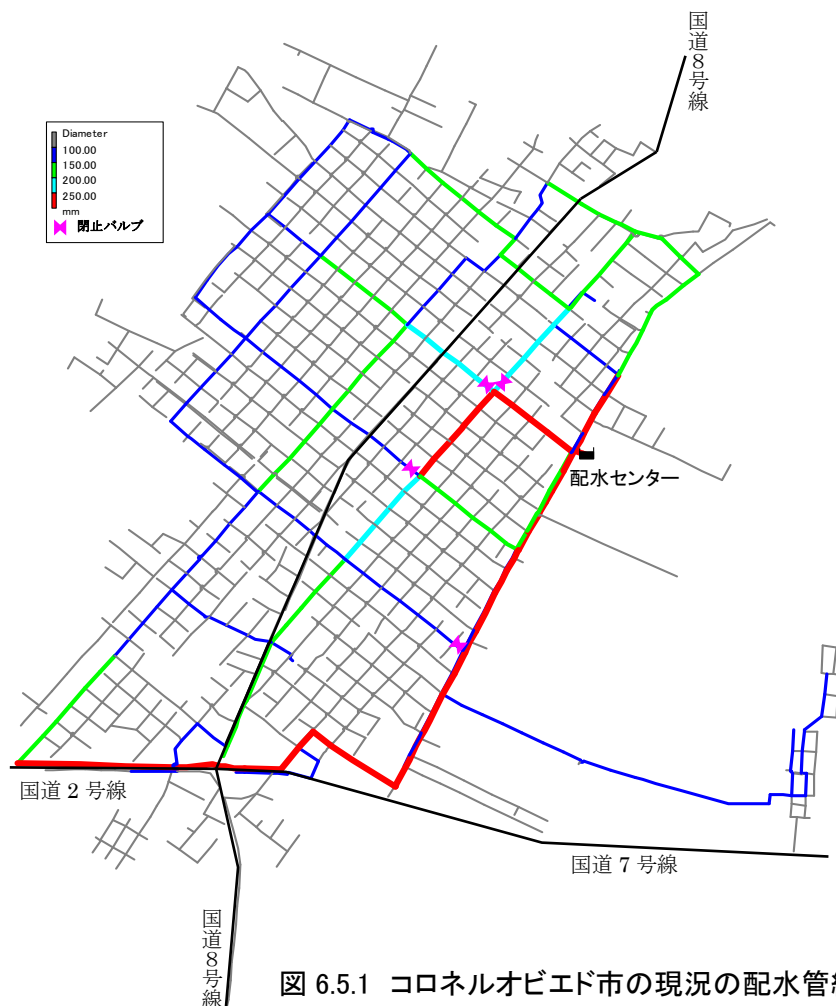 国道8号線
Diameter
100.00
150.00
200.00
250.00
mm
閉止バルブ
配水センター
国道 2 号線
国道 7 号線
国道8号線
図 6.5.1 コロネルオビエド市の現況の配水管